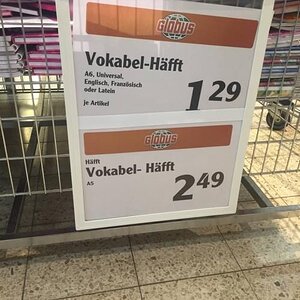 GLOBUS
Vokabel-Häfft
A6, Universal,
Englisch, Französisch
oder Latein
je Artikel
1 29
GLOBUS
Häfft
Vokabel- Häfft
A5
2 49